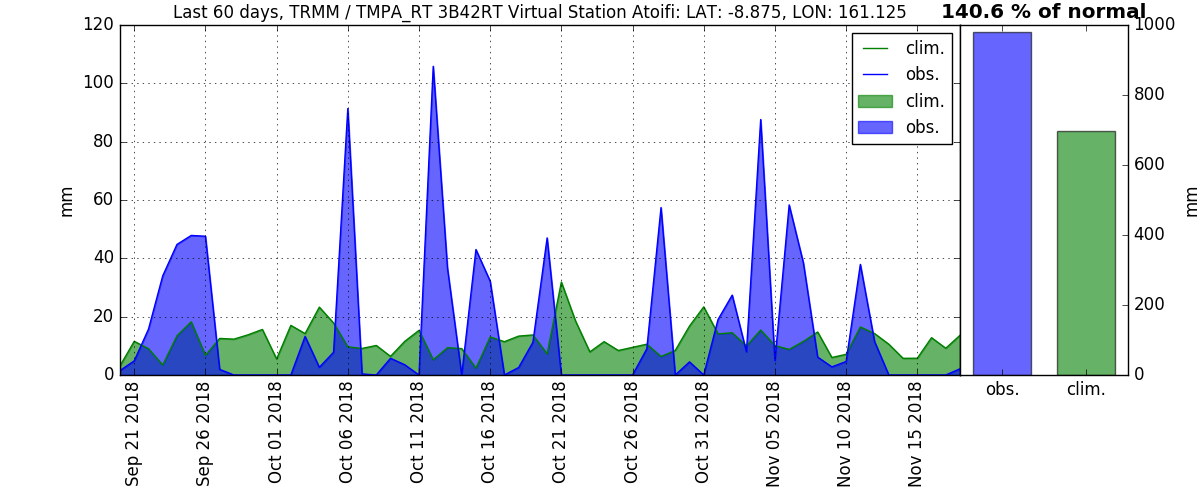 Last 60 days, TRMM / TMPA_RT 3B42RT Virtual Station Atoifi: LAT: -8.875, LON: 161.125
140.6 % of normal
120
100
80
60
40
20
0
mm
clim.
obs.
clim.
obs.
1000
800
600
400
200
0
mm
Sep 21 2018
Sep 26 2018
Oct 01 2018
Oct 06 2018
Oct 11 2018
Oct 16 2018
Oct 21 2018
Oct 26 2018
Oct 31 2018
Nov 05 2018
Nov 10 2018
Nov 15 2018
obs.
clim.